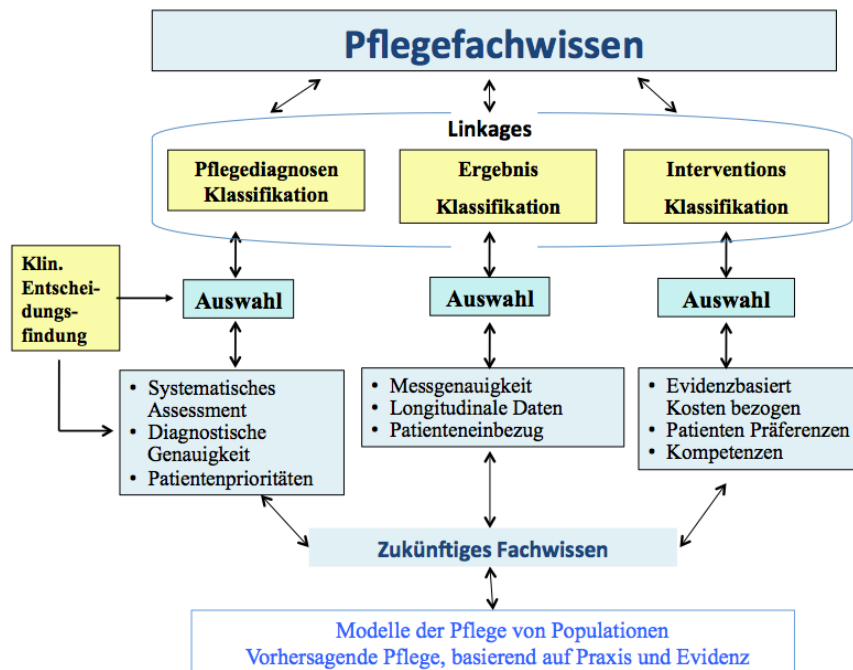 Pflegefachwissen
Linkages
Pflegediagnosen
Klassifikation
Ergebnis
Klassifikation
Interventions
Klassifikation
Klin.
Entschei-
dungs-
findung
Auswahl
Auswahl
Auswahl
• Systematisches
Assessment
• Diagnostische
Genauigkeit
• Patientenprioritäten
• Messgenauigkeit
• Longitudinale Daten
• Patienteneinbezug
• Evidenzbasiert
Kosten bezogen
• Patienten Präferenzen
• Kompetenzen
Zukünftiges Fachwissen
Modelle der Pflege von Populationen
Vorhersagende Pflege, basierend auf Praxis und Evidenz